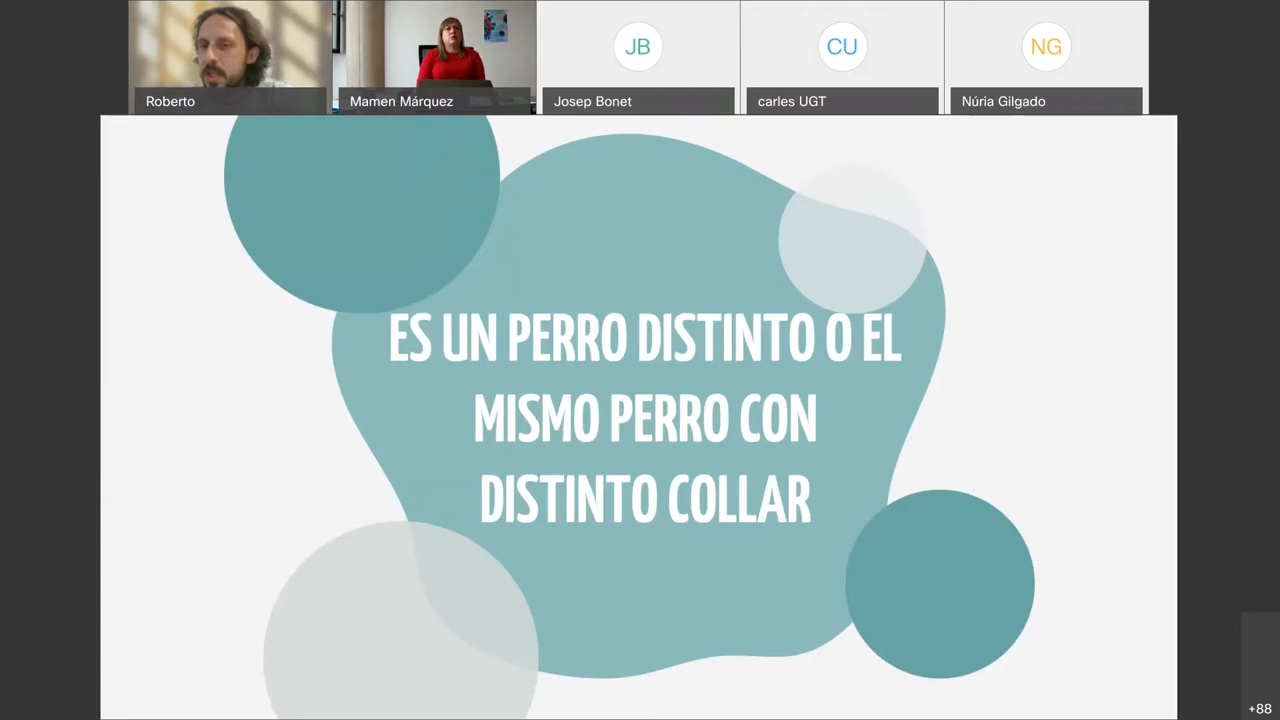 JB
CU
NG
Roberto
Mamen Márquez
Josep Bonet
carles UGT
Núria Gilgado
ES UN PERRO DISTINTO O EL
MISMO PERRO CON
DISTINTO COLLAR
+88